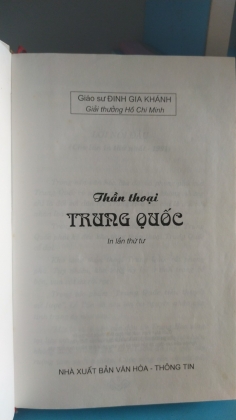 Giáo sư ĐINH GIA KHÁNH
Giải thưởng Hồ Chí Minh
Thần thoại
TRUNG QUỐC
In lần thứ tư
NHÀ XUẤT BẢN VĂN HÓA - THÔNG TIN